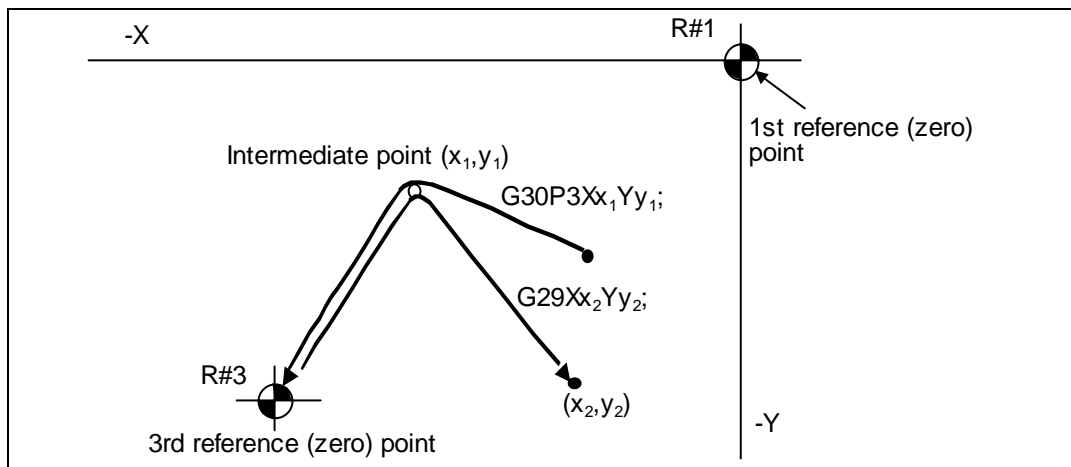 -X
R#1
1st reference (zero)
point
Intermediate point (x₁,y₁)
G30P3Xx₁Yy₁;
G29Xx₂Yy₂;
R#3
(x₂,y₂)
-Y
3rd reference (zero) point